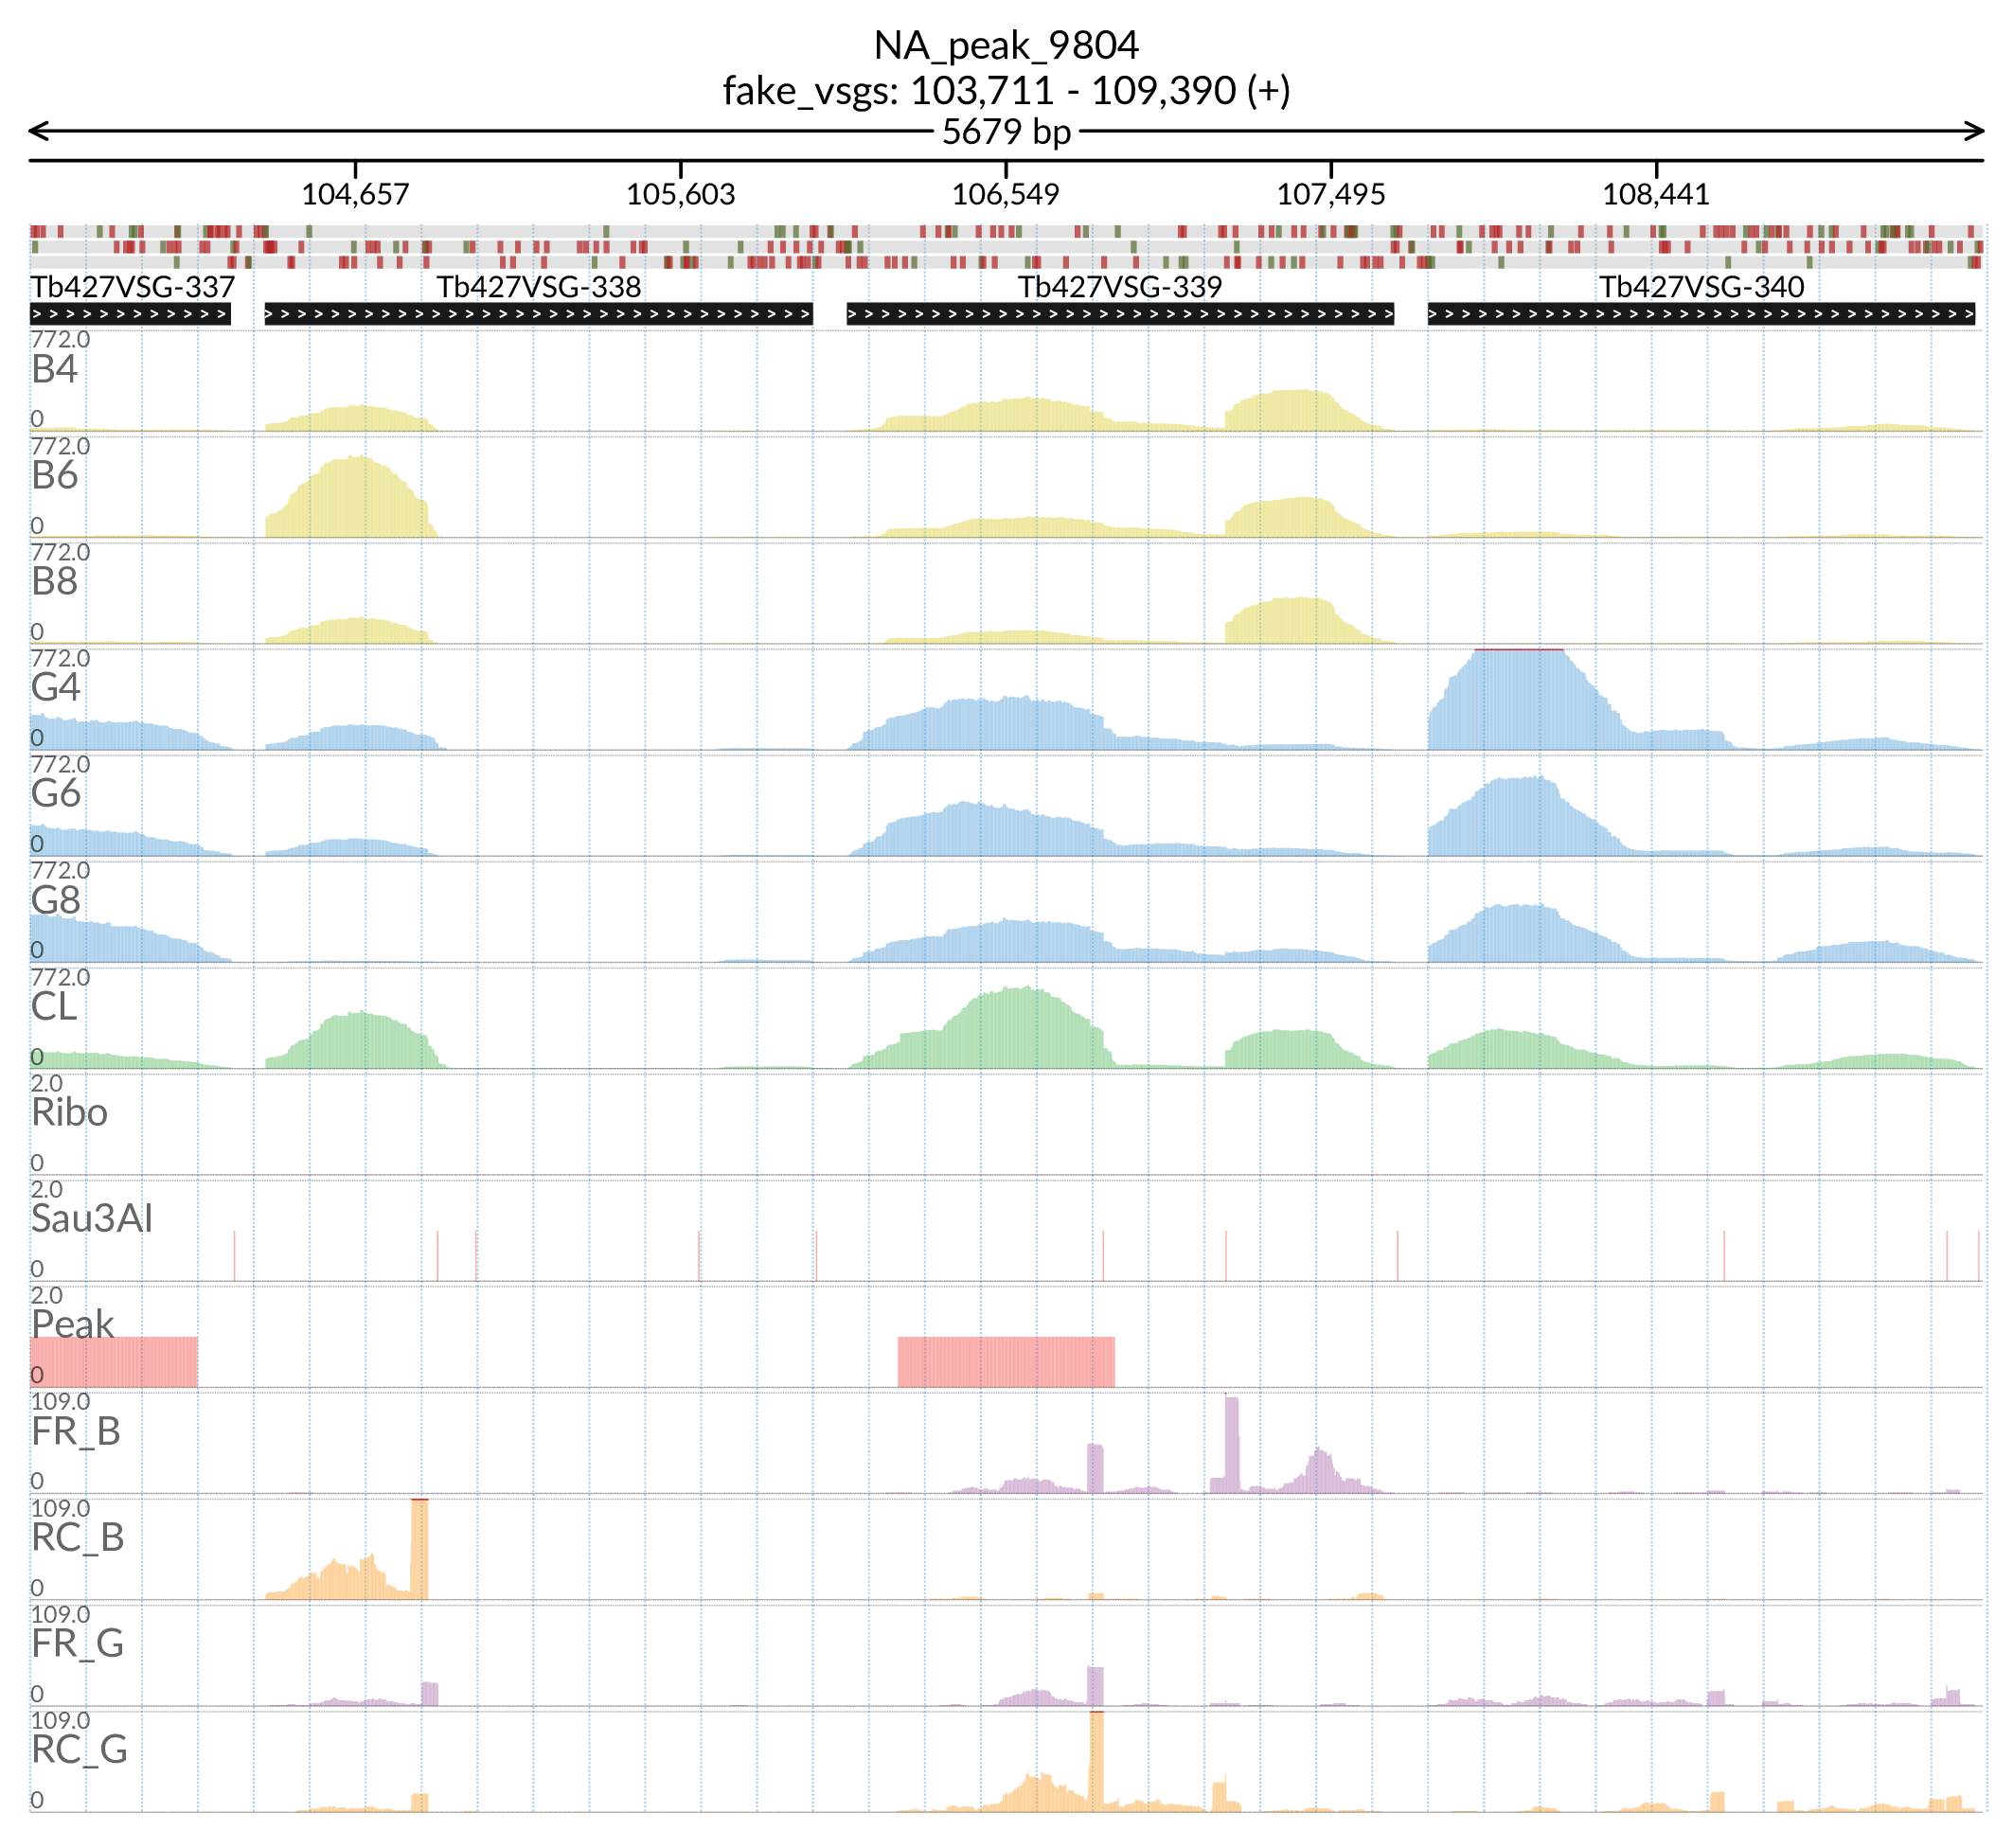 NA_peak_9804
fake_vsgs: 103,711 - 109,390 (+)
5679 bp
104,657 105,603 106,549 107,495 108,441
Tb427VSG-337 Tb427VSG-338 Tb427VSG-339 Tb427VSG-340
772.0
B4
0
772.0
B6
0
772.0
B8
0
772.0
G4
0
772.0
G6
0
772.0
G8
0
772.0
CL
0
2.0
Ribo
0
2.0
Sau3AI
0
2.0
Peak
0
109.0
FR_B
0
109.0
RC_B
0
109.0
FR_G
0
109.0
RC_G
0